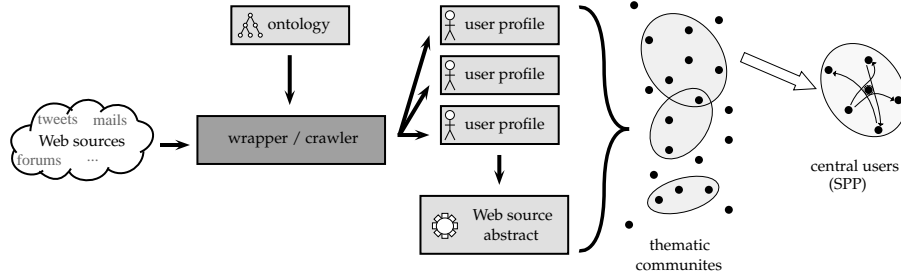 ontology
tweets mails
Web sources
forums ...
wrapper / crawler
user profile
user profile
user profile
Web source
abstract
thematic
communites
central users
(SPP)